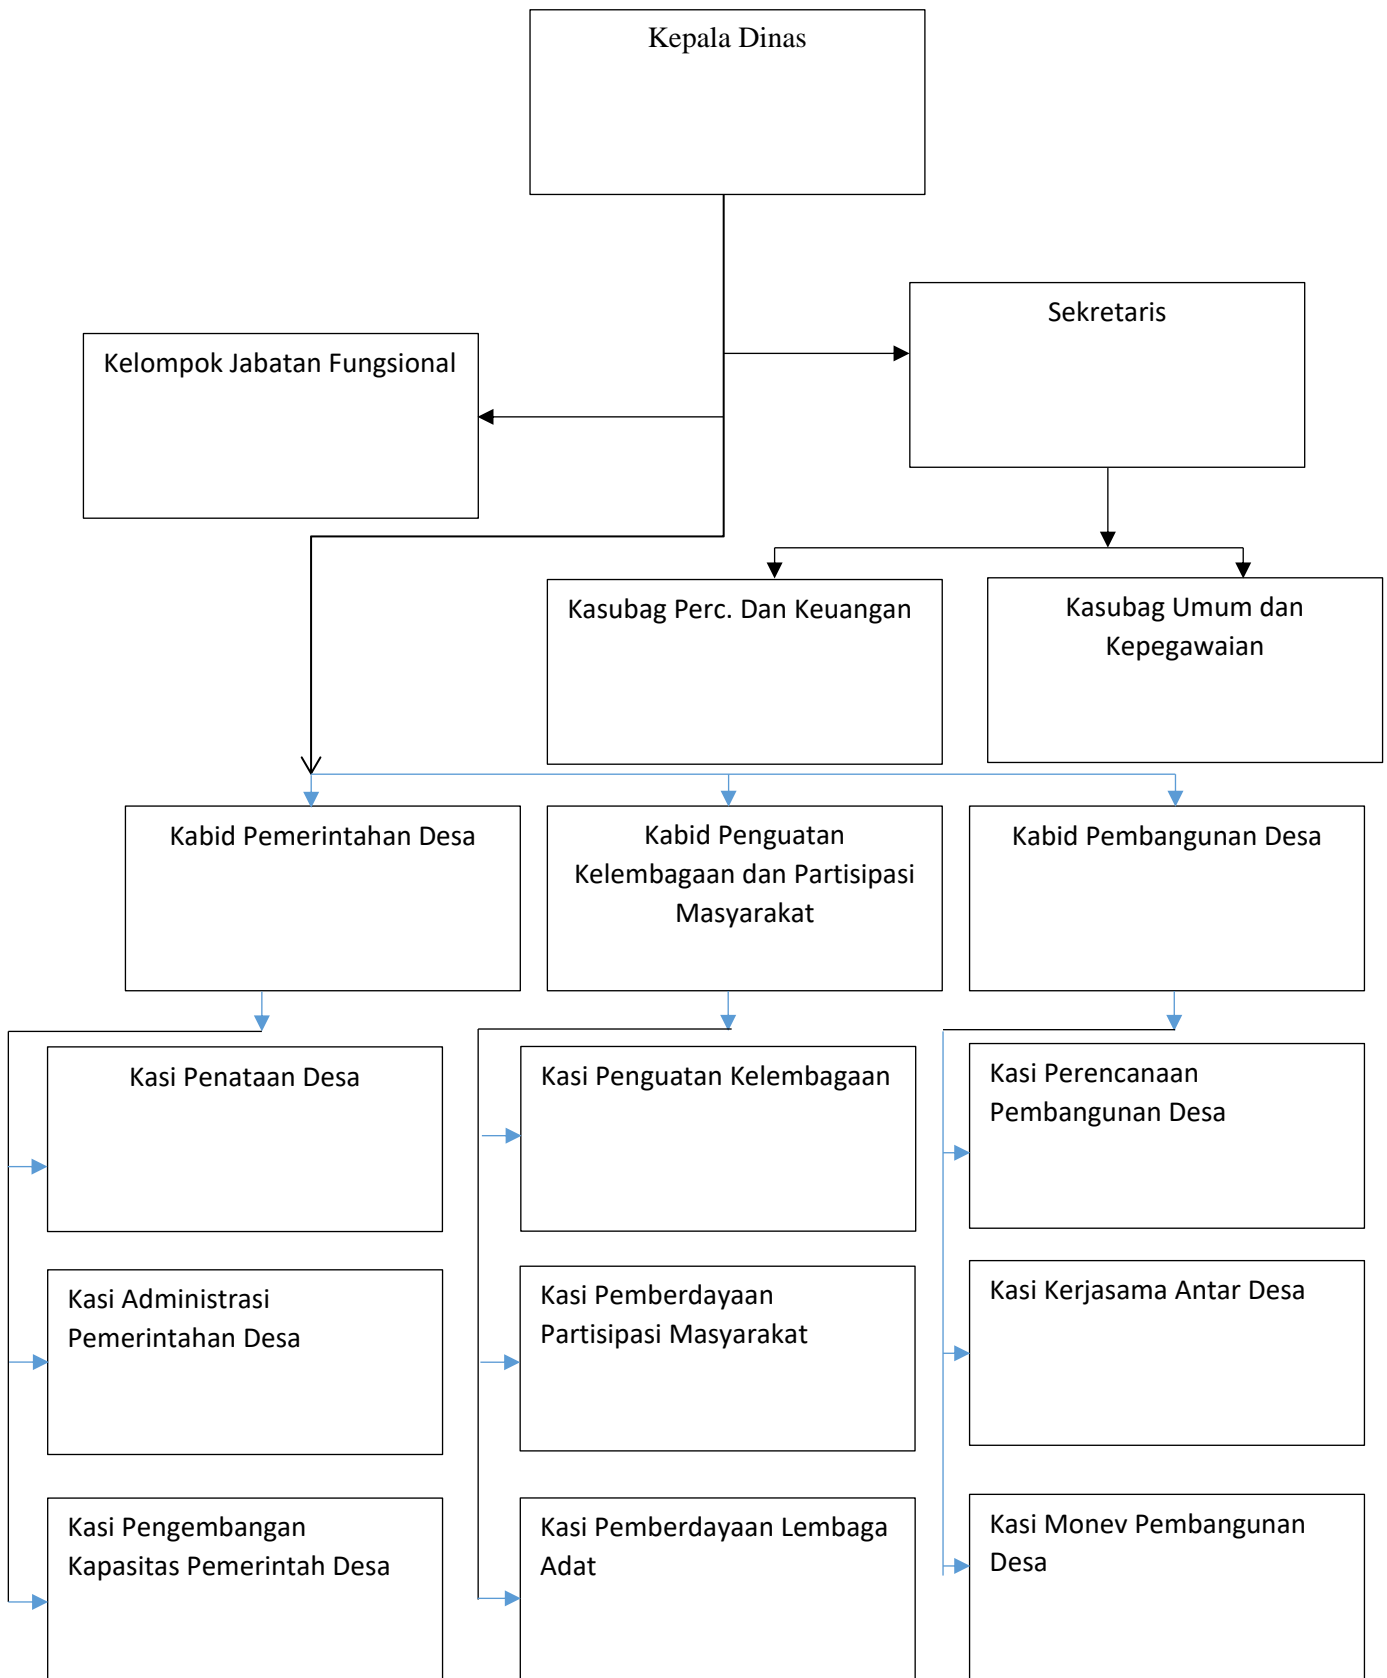 Kepala Dinas
Sekretaris
Kelompok Jabatan Fungsional
Kasubag Perc. Dan Keuangan
Kasubag Umum dan
Kepegawaian
Kabid Pemerintahan Desa
Kabid Penguatan
Kelembagaan dan Partisipasi
Masyarakat
Kabid Pembangunan Desa
Kasi Penataan Desa
Kasi Penguatan Kelembagaan
Kasi Perencanaan
Pembangunan Desa
Kasi Administrasi
Pemerintahan Desa
Kasi Pemberdayaan
Partisipasi Masyarakat
Kasi Kerjasama Antar Desa
Kasi Pengembangan
Kapasitas Pemerintah Desa
Kasi Pemberdayaan Lembaga
Adat
Kasi Monev Pembangunan
Desa